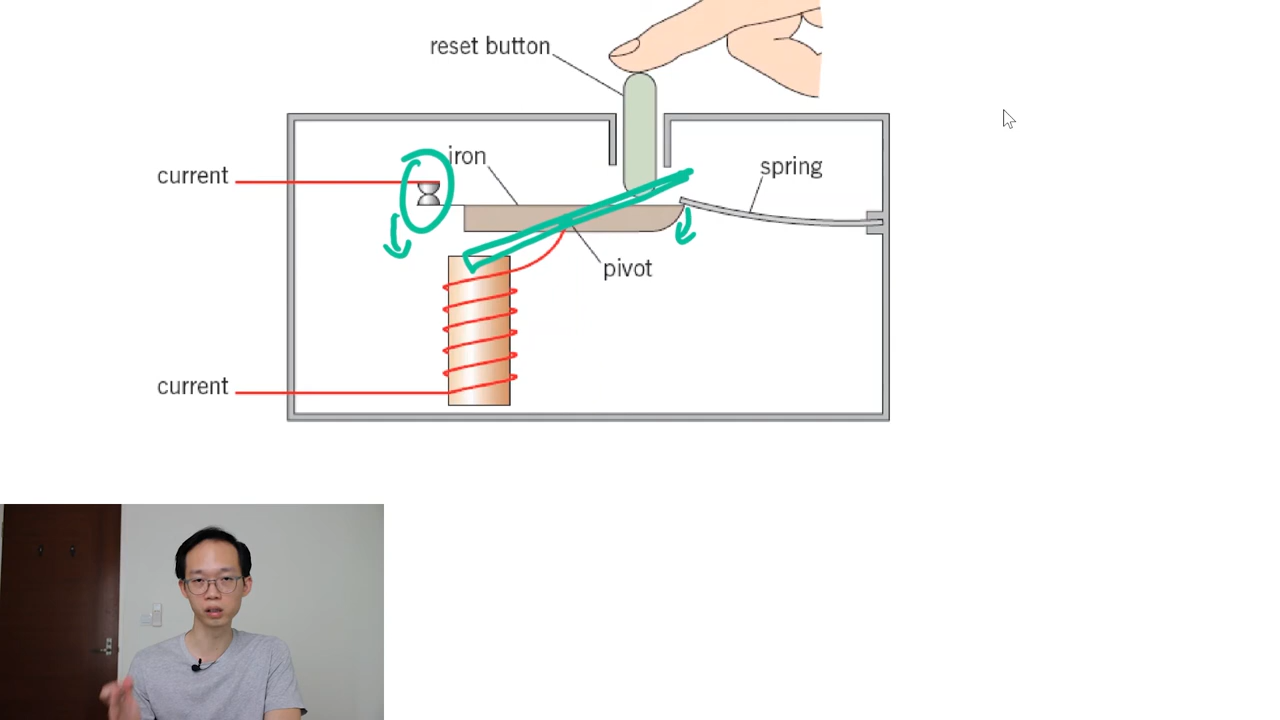 reset button
iron
current
spring
pivot
current